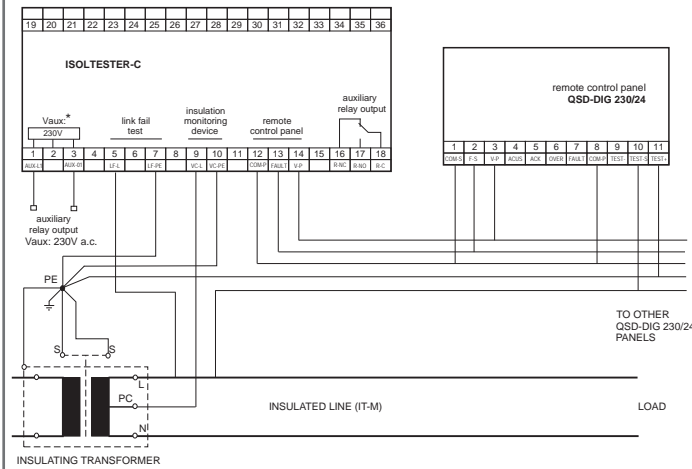 19 20 21 22 23 24 25 26 27 28 29 30 31 32 33 34 35 36
ISOLTESTER-C
Vaux:*
230V
link fail
test
insulation
monitoring
device
remote
control panel
auxiliary
relay output
1 2 3 4 5 6 7 8 9 10 11 12 13 14 15 16 17 18
AUX-L1 AUX-01 LF-L LF-PE VC-L VC-PE COM-P FAULT V-P R-NC R-NO R-C
remote control panel
QSD-DIG 230/24
1 2 3 4 5 6 7 8 9 10 11
COM-S F-S V-P ACUS ACK OVER FAULT COM-P TEST- TEST-S TEST+
auxiliary
relay output
Vaux: 230V a.c.
PE
S S
TO OTHER
QSD-DIG 230/24
PANELS
L
PC
N
INSULATED LINE (IT-M)
LOAD
INSULATING TRANSFORMER